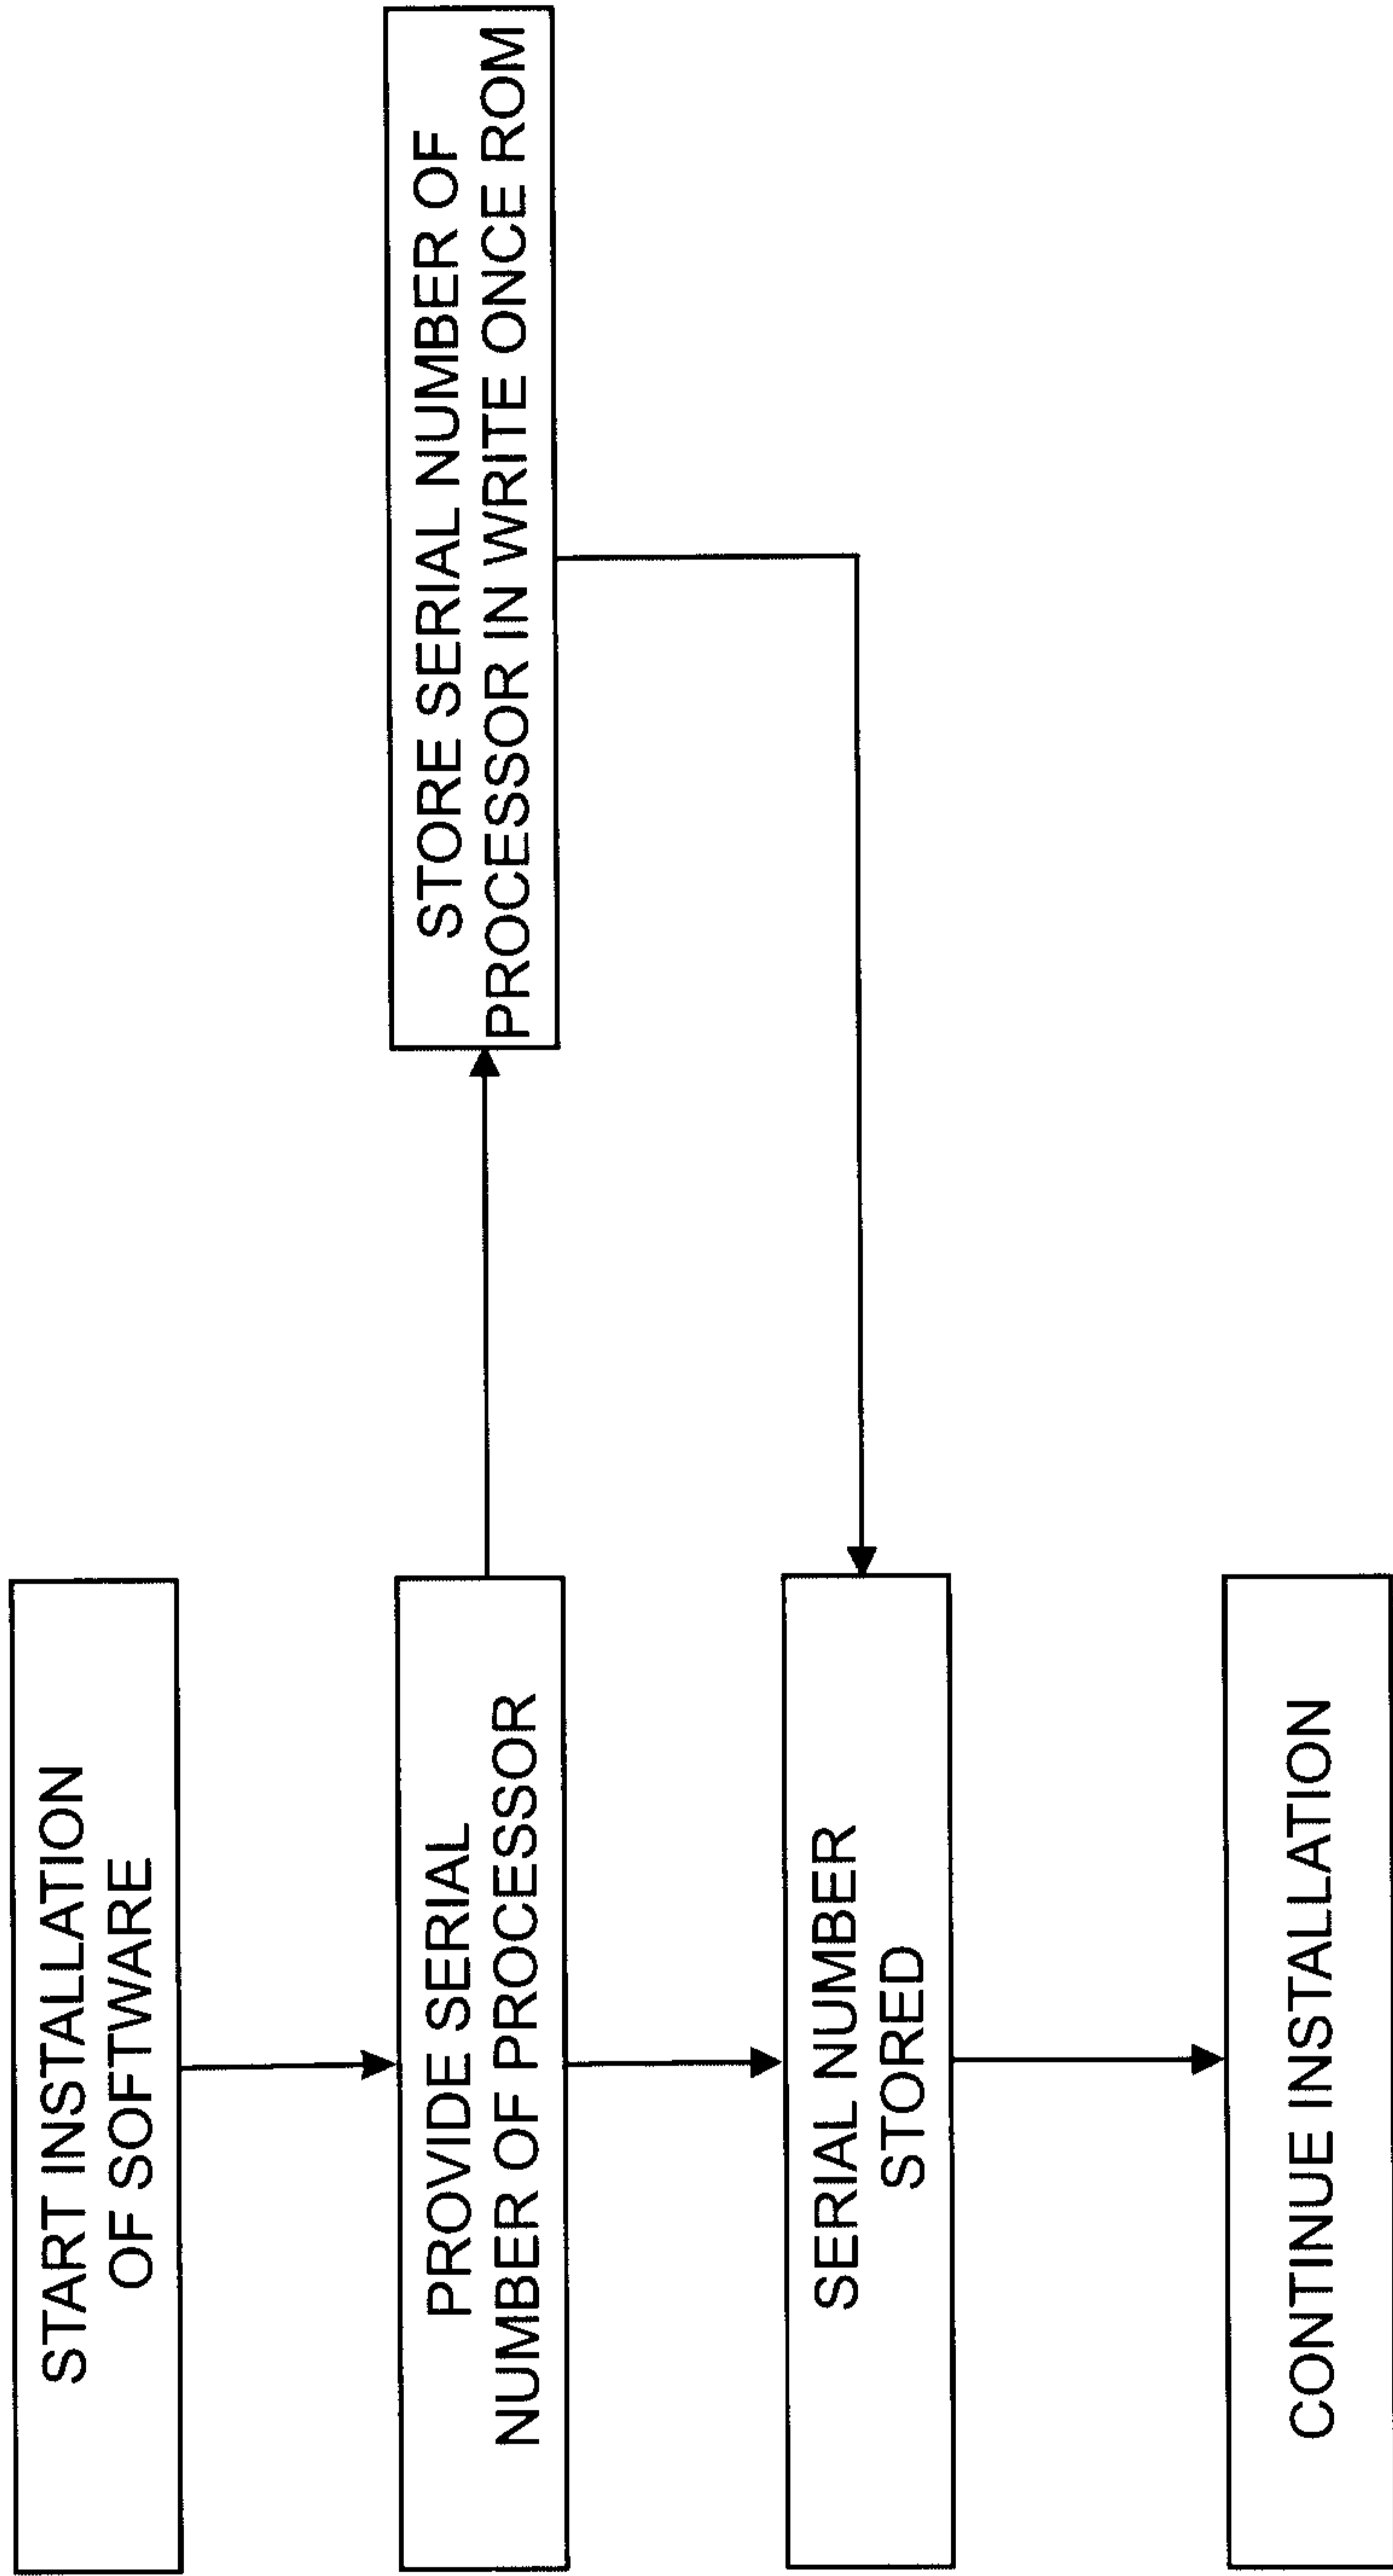 START INSTALLATION
OF SOFTWARE
PROVIDE SERIAL
NUMBER OF PROCESSOR
STORE SERIAL NUMBER OF
PROCESSOR IN WRITE ONCE ROM
SERIAL NUMBER
STORED
CONTINUE INSTALLATION